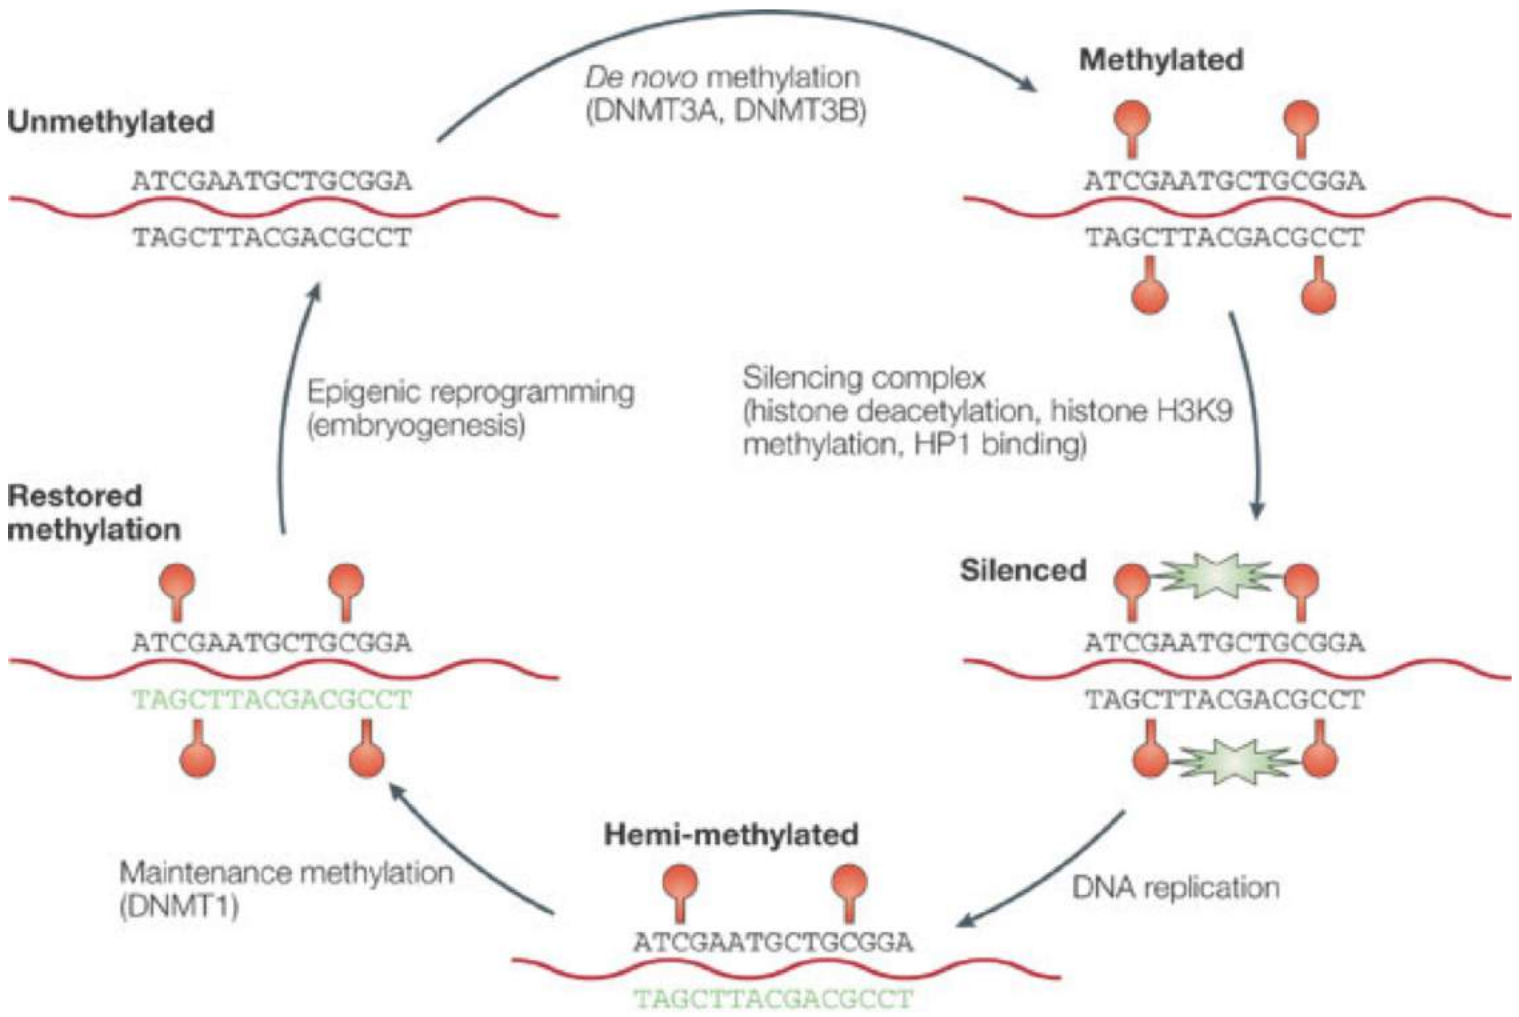 De novo methylation
(DNMT3A, DNMT3B)
Methylated
ATCGAATGCTGCGGA
TAGCTTACGACGCCT
Unmethylated
ATCGAATGCTGCGGA
TAGCTTACGACGCCT
Silencing complex
(histone deacetylation, histone H3K9
methylation, HP1 binding)
Epigenic reprogramming
(embryogenesis)
Silenced
ATCGAATGCTGCGGA
TAGCTTACGACGCCT
Restored
methylation
ATCGAATGCTGCGGA
TAGCTTACGACGCCT
DNA replication
Hemi-methylated
ATCGAATGCTGCGGA
TAGCTTACGACGCCT
Maintenance methylation
(DNMT1)